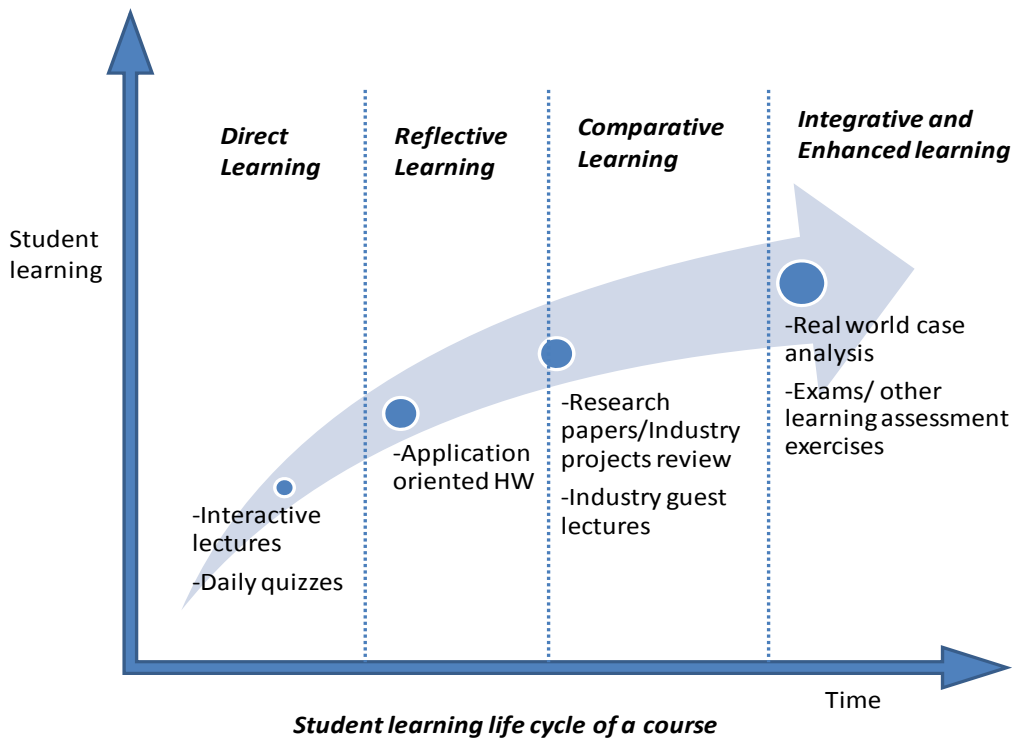 Direct
Learning
Reflective
Learning
Comparative
Learning
Integrative and
Enhanced learning
Student
learning
-Interactive
lectures
-Daily quizzes
-Application
oriented HW
-Research
papers/Industry
projects review
-Industry guest
lectures
-Real world case
analysis
-Exams/ other
learning assessment
exercises
Time
Student learning life cycle of a course